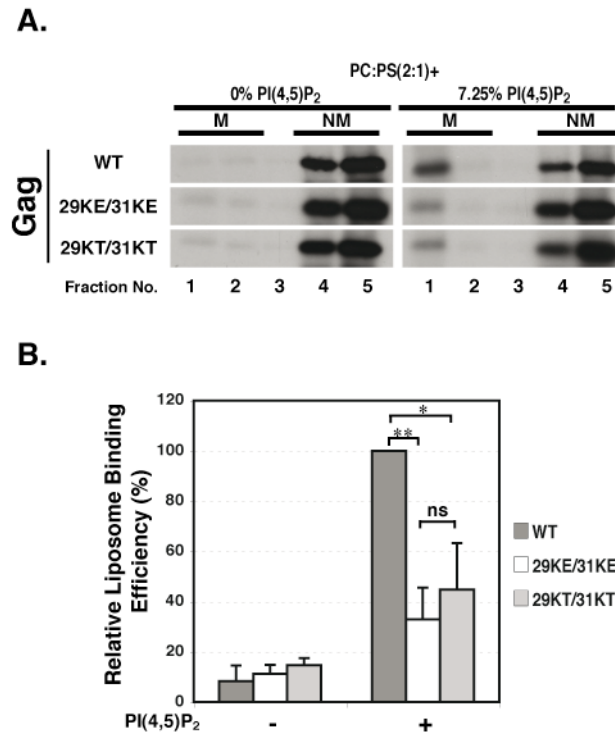 A.
PC:PS(2:1)+
0% PI(4,5)P₂ 7.25% PI(4,5)P₂
M NM M NM
Gag
WT
29KE/31KE
29KT/31KT
Fraction No. 1 2 3 4 5 1 2 3 4 5
B.
Relative Liposome Binding
Efficiency (%)
120
100
80
60
40
20
0
*
**
ns
WT
29KE/31KE
29KT/31KT
PI(4,5)P₂ - +